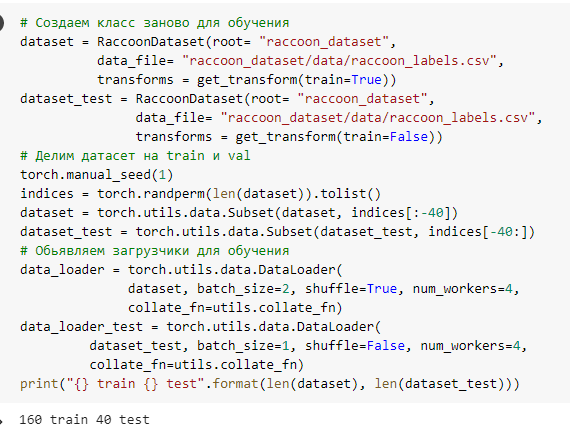 # Создаем класс заново для обучения
dataset = RaccoonDataset(root= "raccoon_dataset",
data_file= "raccoon_dataset/data/raccoon_labels.csv",
transforms = get_transform(train=True))
dataset_test = RaccoonDataset(root= "raccoon_dataset",
data_file= "raccoon_dataset/data/raccoon_labels.csv",
transforms = get_transform(train=False))
# Делим датасет на train и val
torch.manual_seed(1)
indices = torch.randperm(len(dataset)).tolist()
dataset = torch.utils.data.Subset(dataset, indices[:-40])
dataset_test = torch.utils.data.Subset(dataset_test, indices[-40:])
# Обьявляем загрузчики для обучения
data_loader = torch.utils.data.DataLoader(
dataset, batch_size=2, shuffle=True, num_workers=4,
collate_fn=utils.collate_fn)
data_loader_test = torch.utils.data.DataLoader(
dataset_test, batch_size=1, shuffle=False, num_workers=4,
collate_fn=utils.collate_fn)
print("{} train {} test".format(len(dataset), len(dataset_test)))
160 train 40 test